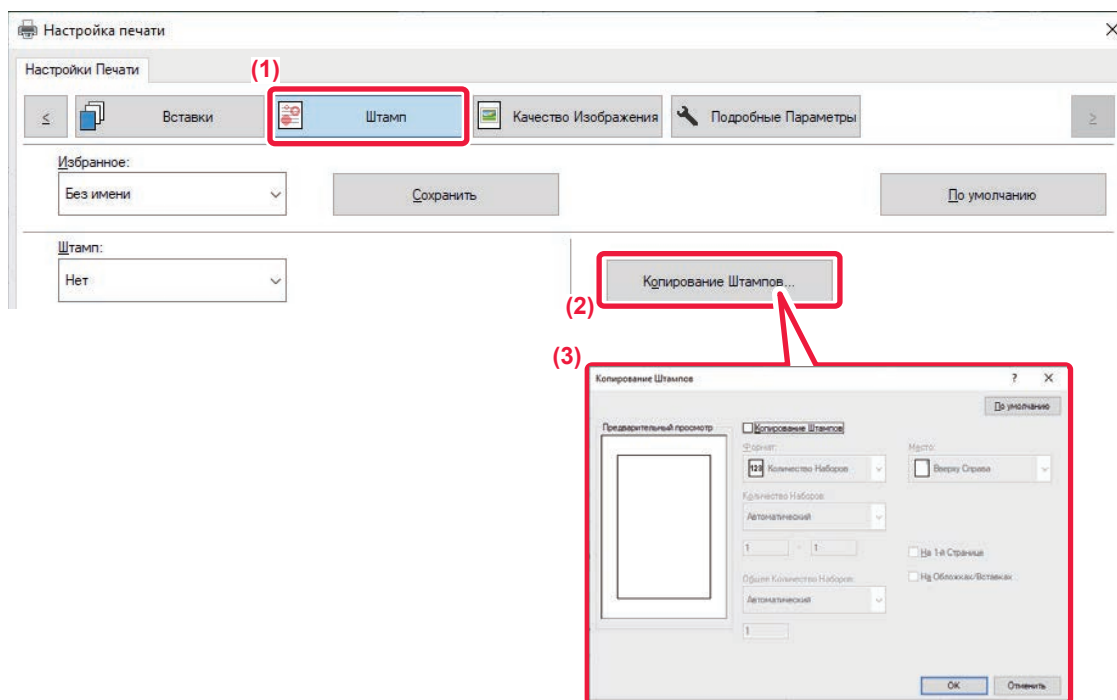 Настройка печати
Настройки Печати
(1)
Вставки
Штамп
Качество Изображения
Подробные Параметры
Избранное:
Без имени
Сохранить
По умолчанию
Штамп:
Нет
Копирование Штампов...
(2)
(3)
Копирование Штампов
По умолчанию
Предварительный просмотр
Копирование Штампов
Формат:
Место:
123 Количество Наборов
Вверху Справа
Количество Наборов:
Автоматический
1 - 1
На 1-й Странице
Общее Количество Наборов:
На Обложках/Вставках
Автоматический
1
OK
Отменить